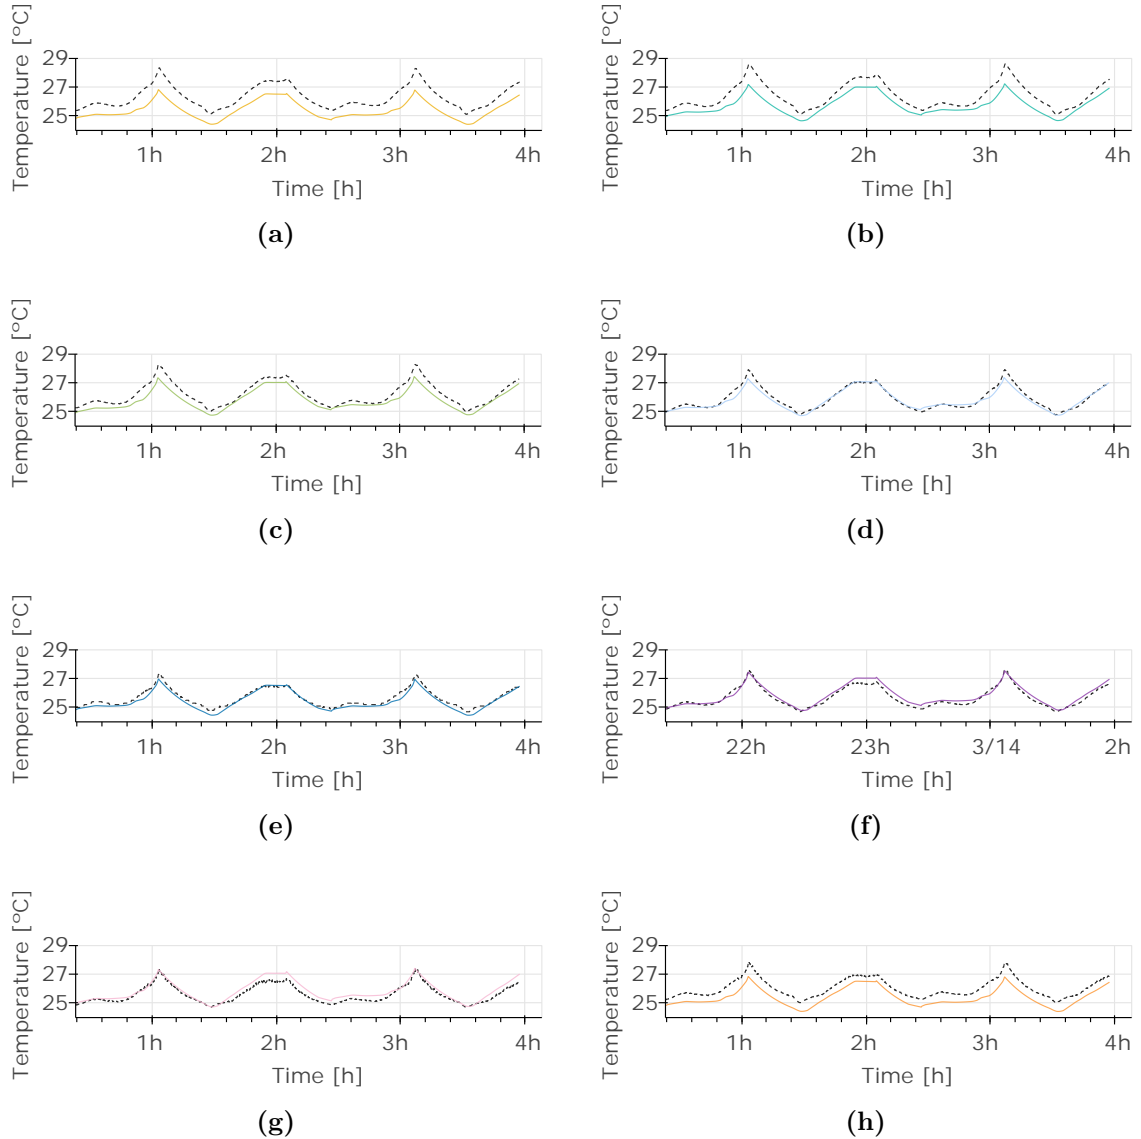 Temperature [°C]
29
27
25
1h 2h 3h 4h
Time [h]
(a)
Temperature [°C]
29
27
25
1h 2h 3h 4h
Time [h]
(b)
Temperature [°C]
29
27
25
1h 2h 3h 4h
Time [h]
(c)
Temperature [°C]
29
27
25
1h 2h 3h 4h
Time [h]
(d)
Temperature [°C]
29
27
25
1h 2h 3h 4h
Time [h]
(e)
Temperature [°C]
29
27
25
22h 23h 3/14 2h
Time [h]
(f)
Temperature [°C]
29
27
25
1h 2h 3h 4h
Time [h]
(g)
Temperature [°C]
29
27
25
1h 2h 3h 4h
Time [h]
(h)